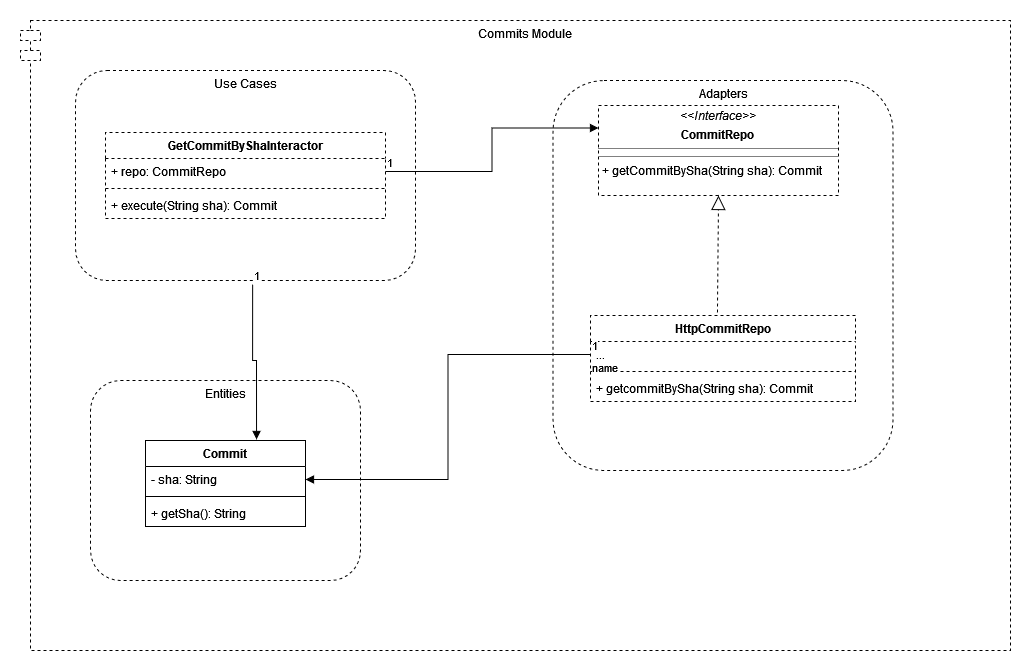 Commits Module
Use Cases
GetCommitByShaInteractor
+ repo: CommitRepo
+ execute(String sha): Commit
1
1
Adapters
<<Interface>>
CommitRepo
+ getCommitBySha(String sha): Commit
HttpCommitRepo
1
...
name
+ getcommitBySha(String sha): Commit
Entities
Commit
- sha: String
+ getSha(): String